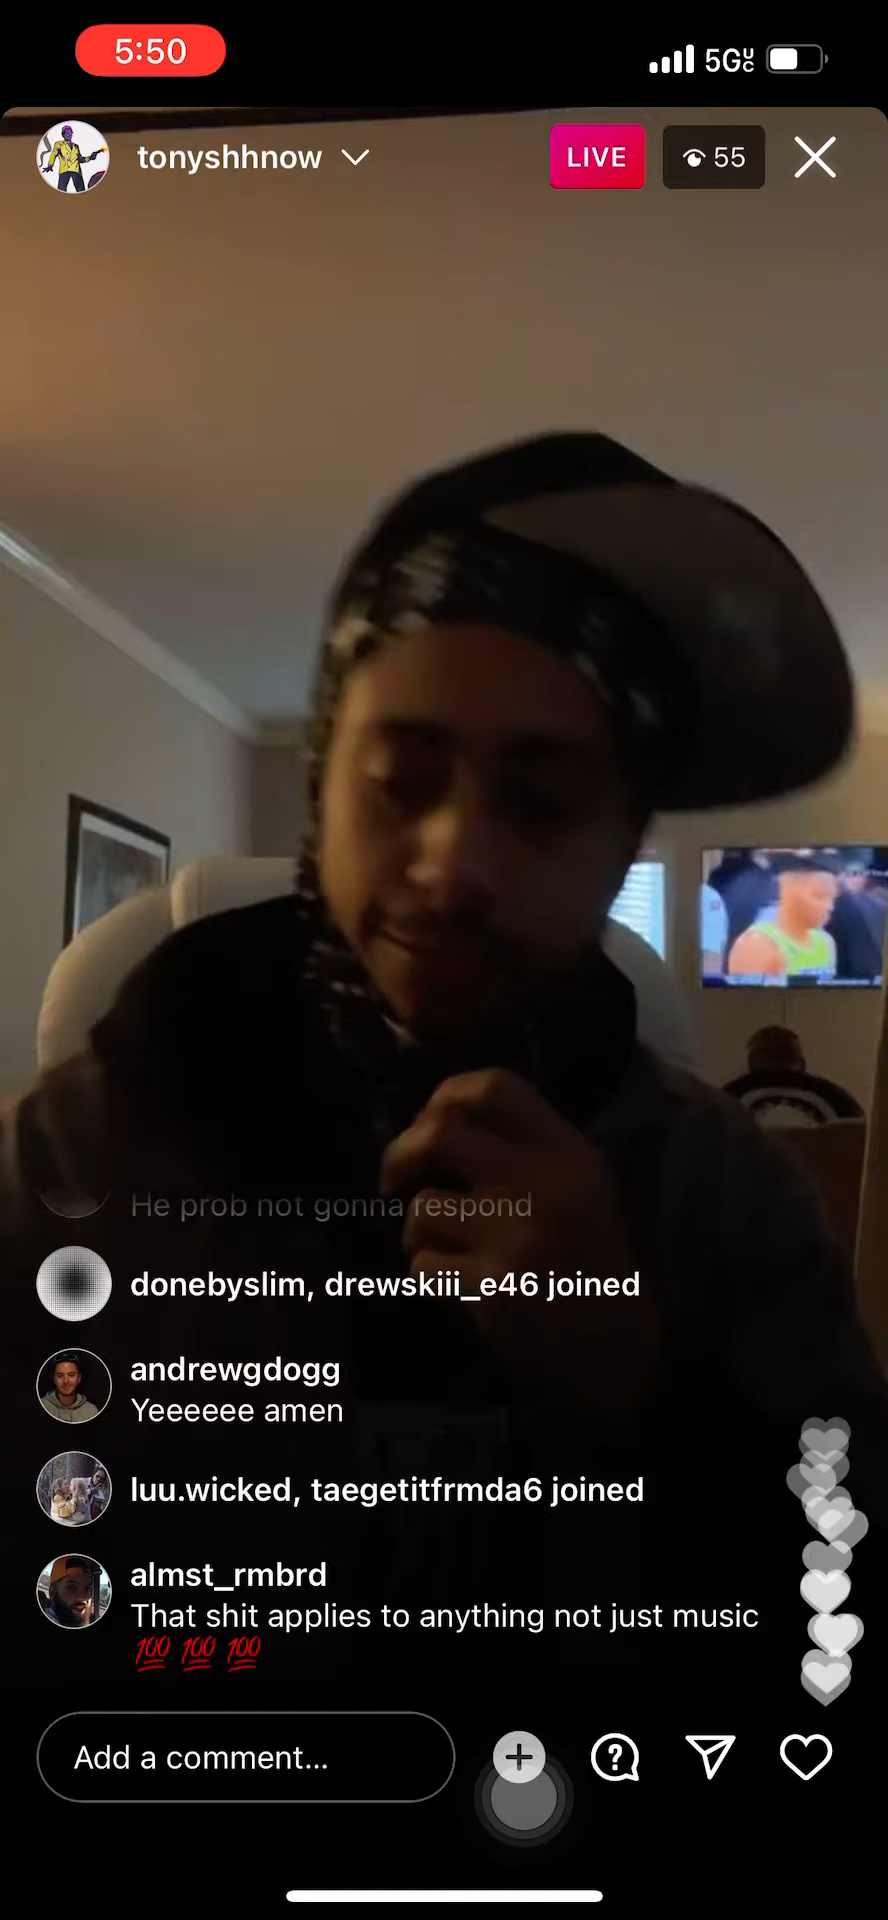 5:50
5GUC
tonyshhnow
LIVE
55
He prob not gonna respond
donebyslim, drewskiii_e46 joined
andrewgdogg
Yeeeeee amen
luu.wicked, taegetitfrmda6 joined
almst_rmbrd
That shit applies to anything not just music
💯 💯 💯
Add a comment...